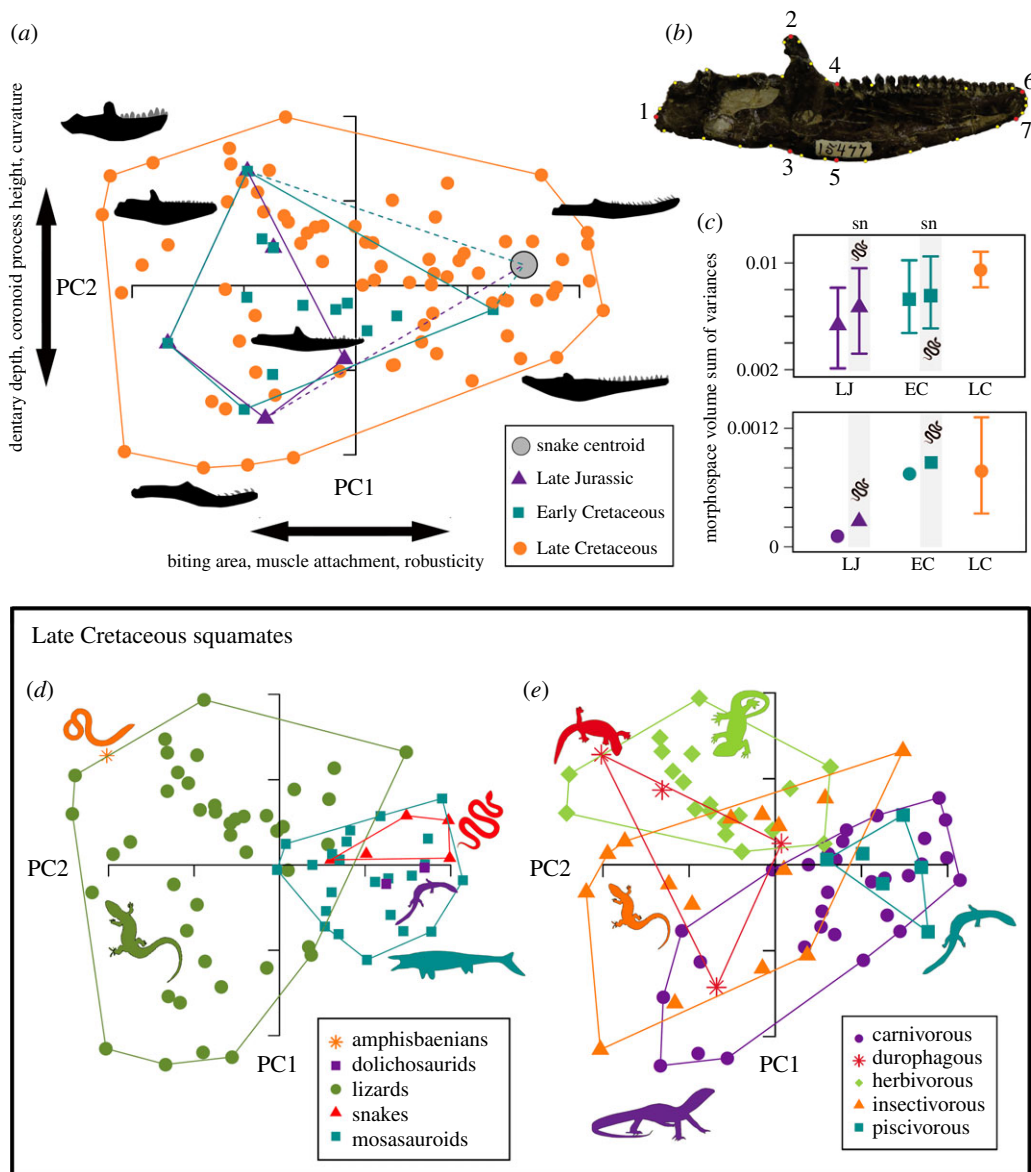 (a)
dentary depth, coronoid process height, curvature
PC2
PC1
biting area, muscle attachment, robusticity
snake centroid
Late Jurassic
Early Cretaceous
Late Cretaceous
(b)
1
2
3
4
5
6
7
15477
(c)
morphospace volume sum of variances
sn
sn
0.01
0.002
LJ
EC
LC
0.0012
0
LJ
EC
LC
Late Cretaceous squamates
(d)
PC2
PC1
amphisbaenians
dolichosaurids
lizards
snakes
mosasauroids
(e)
PC2
PC1
carnivorous
durophagous
herbivorous
insectivorous
piscivorous